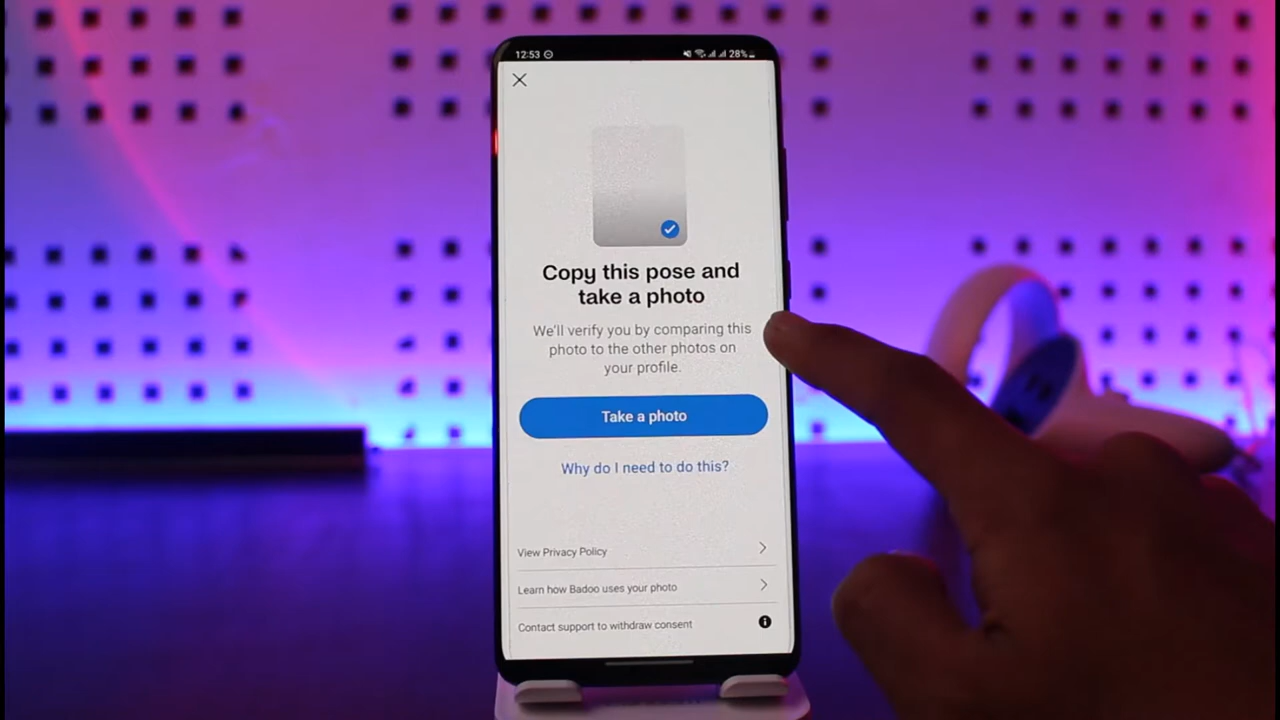 12:53 28%
Copy this pose and
take a photo
We'll verify you by comparing this
photo to the other photos on
your profile.
Take a photo
Why do I need to do this?
View Privacy Policy
Learn how Badoo uses your photo
Contact support to withdraw consent